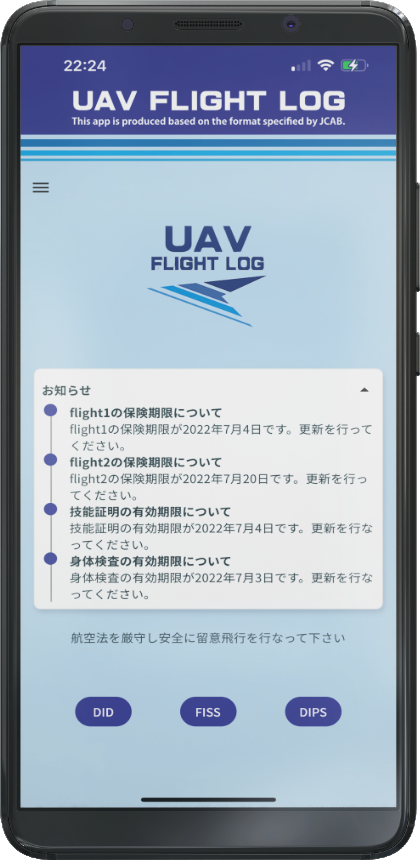 22:24
UAV FLIGHT LOG
This app is produced based on the format specified by JCAB.
UAV
FLIGHT LOG
お知らせ
flight1の保険期限について
flight1の保険期限が2022年7月4日です。更新を行って
ください。
flight2の保険期限について
flight2の保険期限が2022年7月20日です。更新を行っ
てください。
技能証明の有効期限について
技能証明の有効期限が2022年7月4日です。更新を行な
ってください。
身体検査の有効期限について
身体検査の有効期限が2022年7月3日です。更新を行な
ってください。
航空法を厳守し安全に留意飛行を行なって下さい
DID
FISS
DIPS